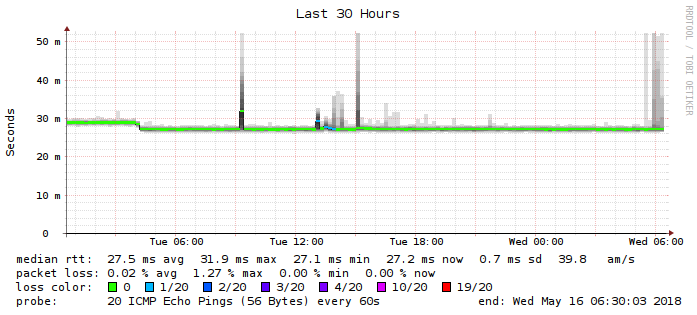 Last 30 Hours
RRDTOOL / TOBI OETIKER
Seconds
50 m
40 m
30 m
20 m
10 m
0
Tue 06:00 Tue 12:00 Tue 18:00 Wed 00:00 Wed 06:00
median rtt: 27.5 ms avg 31.9 ms max 27.1 ms min 27.2 ms now 0.7 ms sd 39.8 am/s
packet loss: 0.02 % avg 1.27 % max 0.00 % min 0.00 % now
loss color: 0 1/20 2/20 3/20 4/20 10/20 19/20
probe: 20 ICMP Echo Pings (56 Bytes) every 60s end: Wed May 16 06:30:03 2018